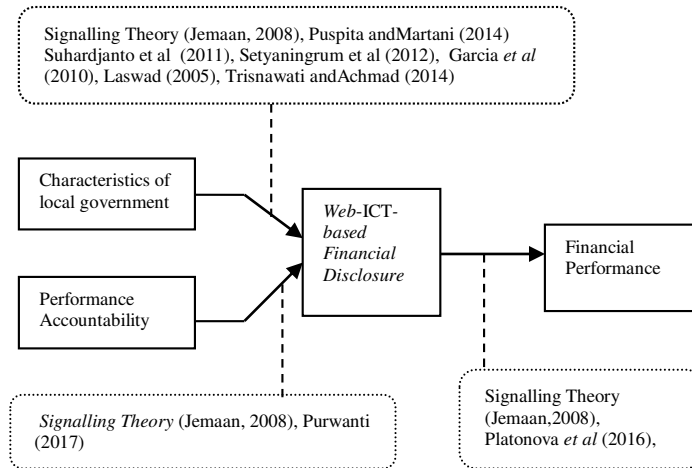 Signalling Theory (Jemaan, 2008), Puspita andMartani (2014)
Suhardjanto et al (2011), Setyaningrum et al (2012), Garcia et al
(2010), Laswad (2005), Trisnawati andAchmad (2014)
Characteristics of
local government
Web-ICT-
based
Financial
Disclosure
Financial
Performance
Performance
Accountability
Signalling Theory (Jemaan, 2008), Purwanti
(2017)
Signalling Theory
(Jemaan,2008),
Platonova et al (2016),